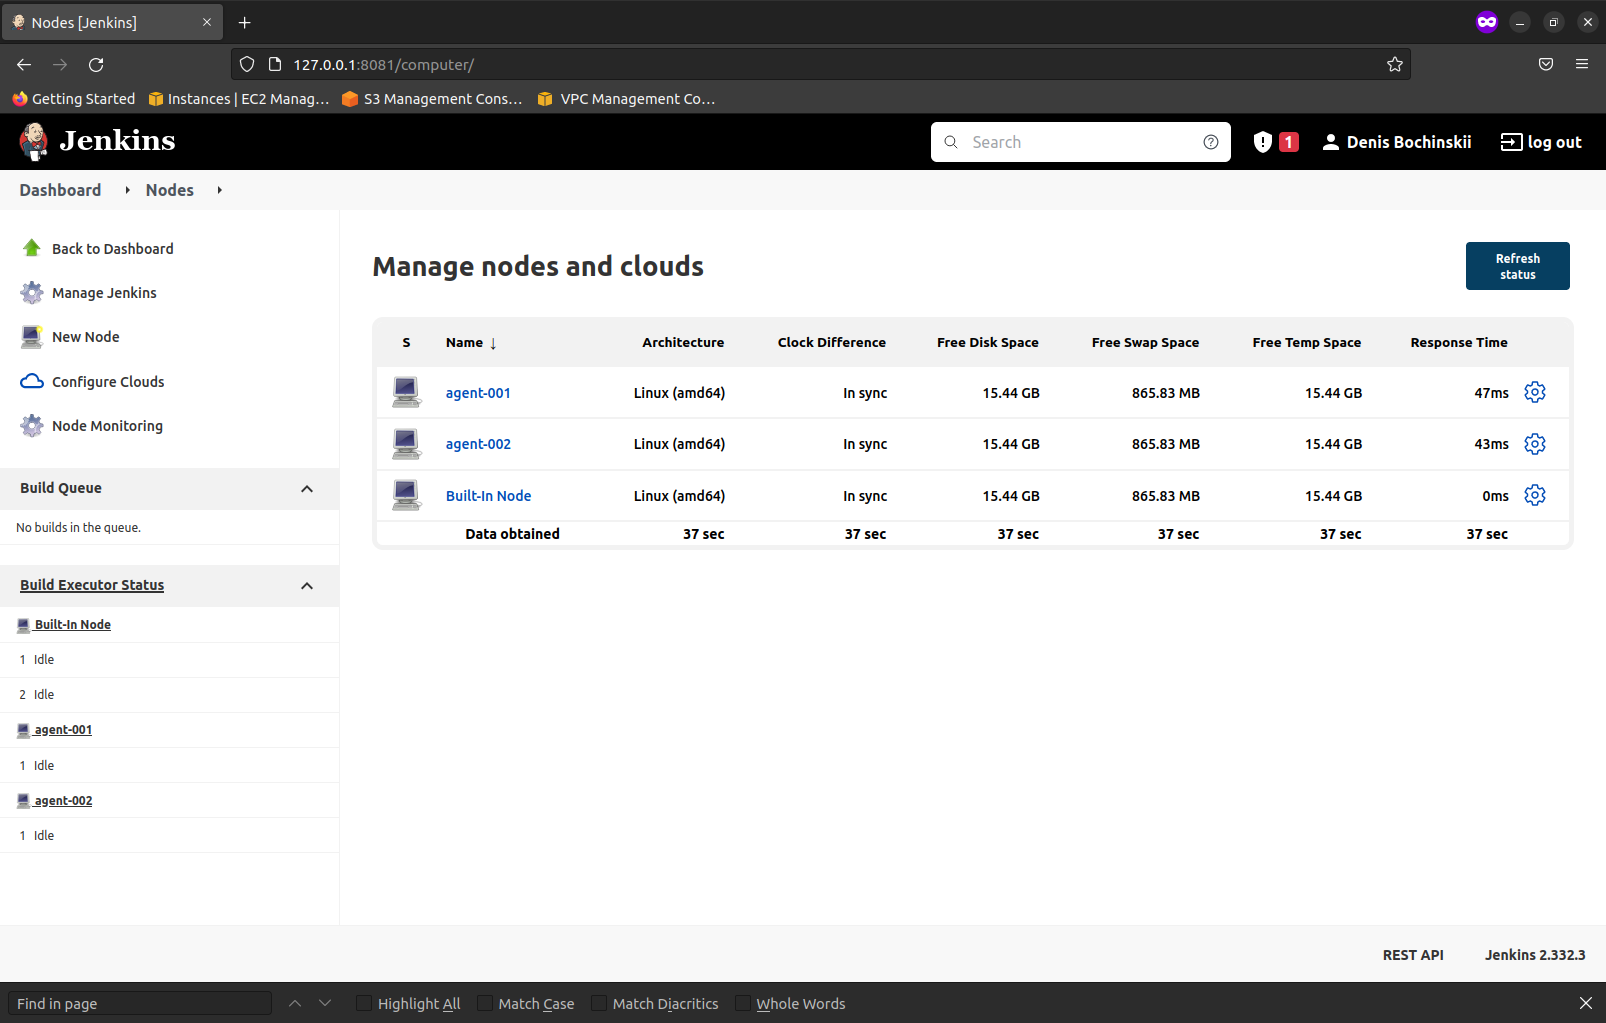 Nodes [Jenkins]
127.0.0.1:8081/computer/
Getting Started
Instances | EC2 Manag…
S3 Management Cons…
VPC Management Co…
Jenkins
Search
1
Denis Bochinskii
log out
Dashboard
Nodes
Back to Dashboard
Manage Jenkins
New Node
Configure Clouds
Node Monitoring
Build Queue
No builds in the queue.
Build Executor Status
Built-In Node
1 Idle
2 Idle
agent-001
1 Idle
agent-002
1 Idle
Manage nodes and clouds
Refresh
status
S Name ↓ Architecture Clock Difference Free Disk Space Free Swap Space Free Temp Space Response Time
agent-001 Linux (amd64) In sync 15.44 GB 865.83 MB 15.44 GB 47ms
agent-002 Linux (amd64) In sync 15.44 GB 865.83 MB 15.44 GB 43ms
Built-In Node Linux (amd64) In sync 15.44 GB 865.83 MB 15.44 GB 0ms
Data obtained 37 sec 37 sec 37 sec 37 sec 37 sec 37 sec
REST API
Jenkins 2.332.3
Find in page
Highlight All
Match Case
Match Diacritics
Whole Words